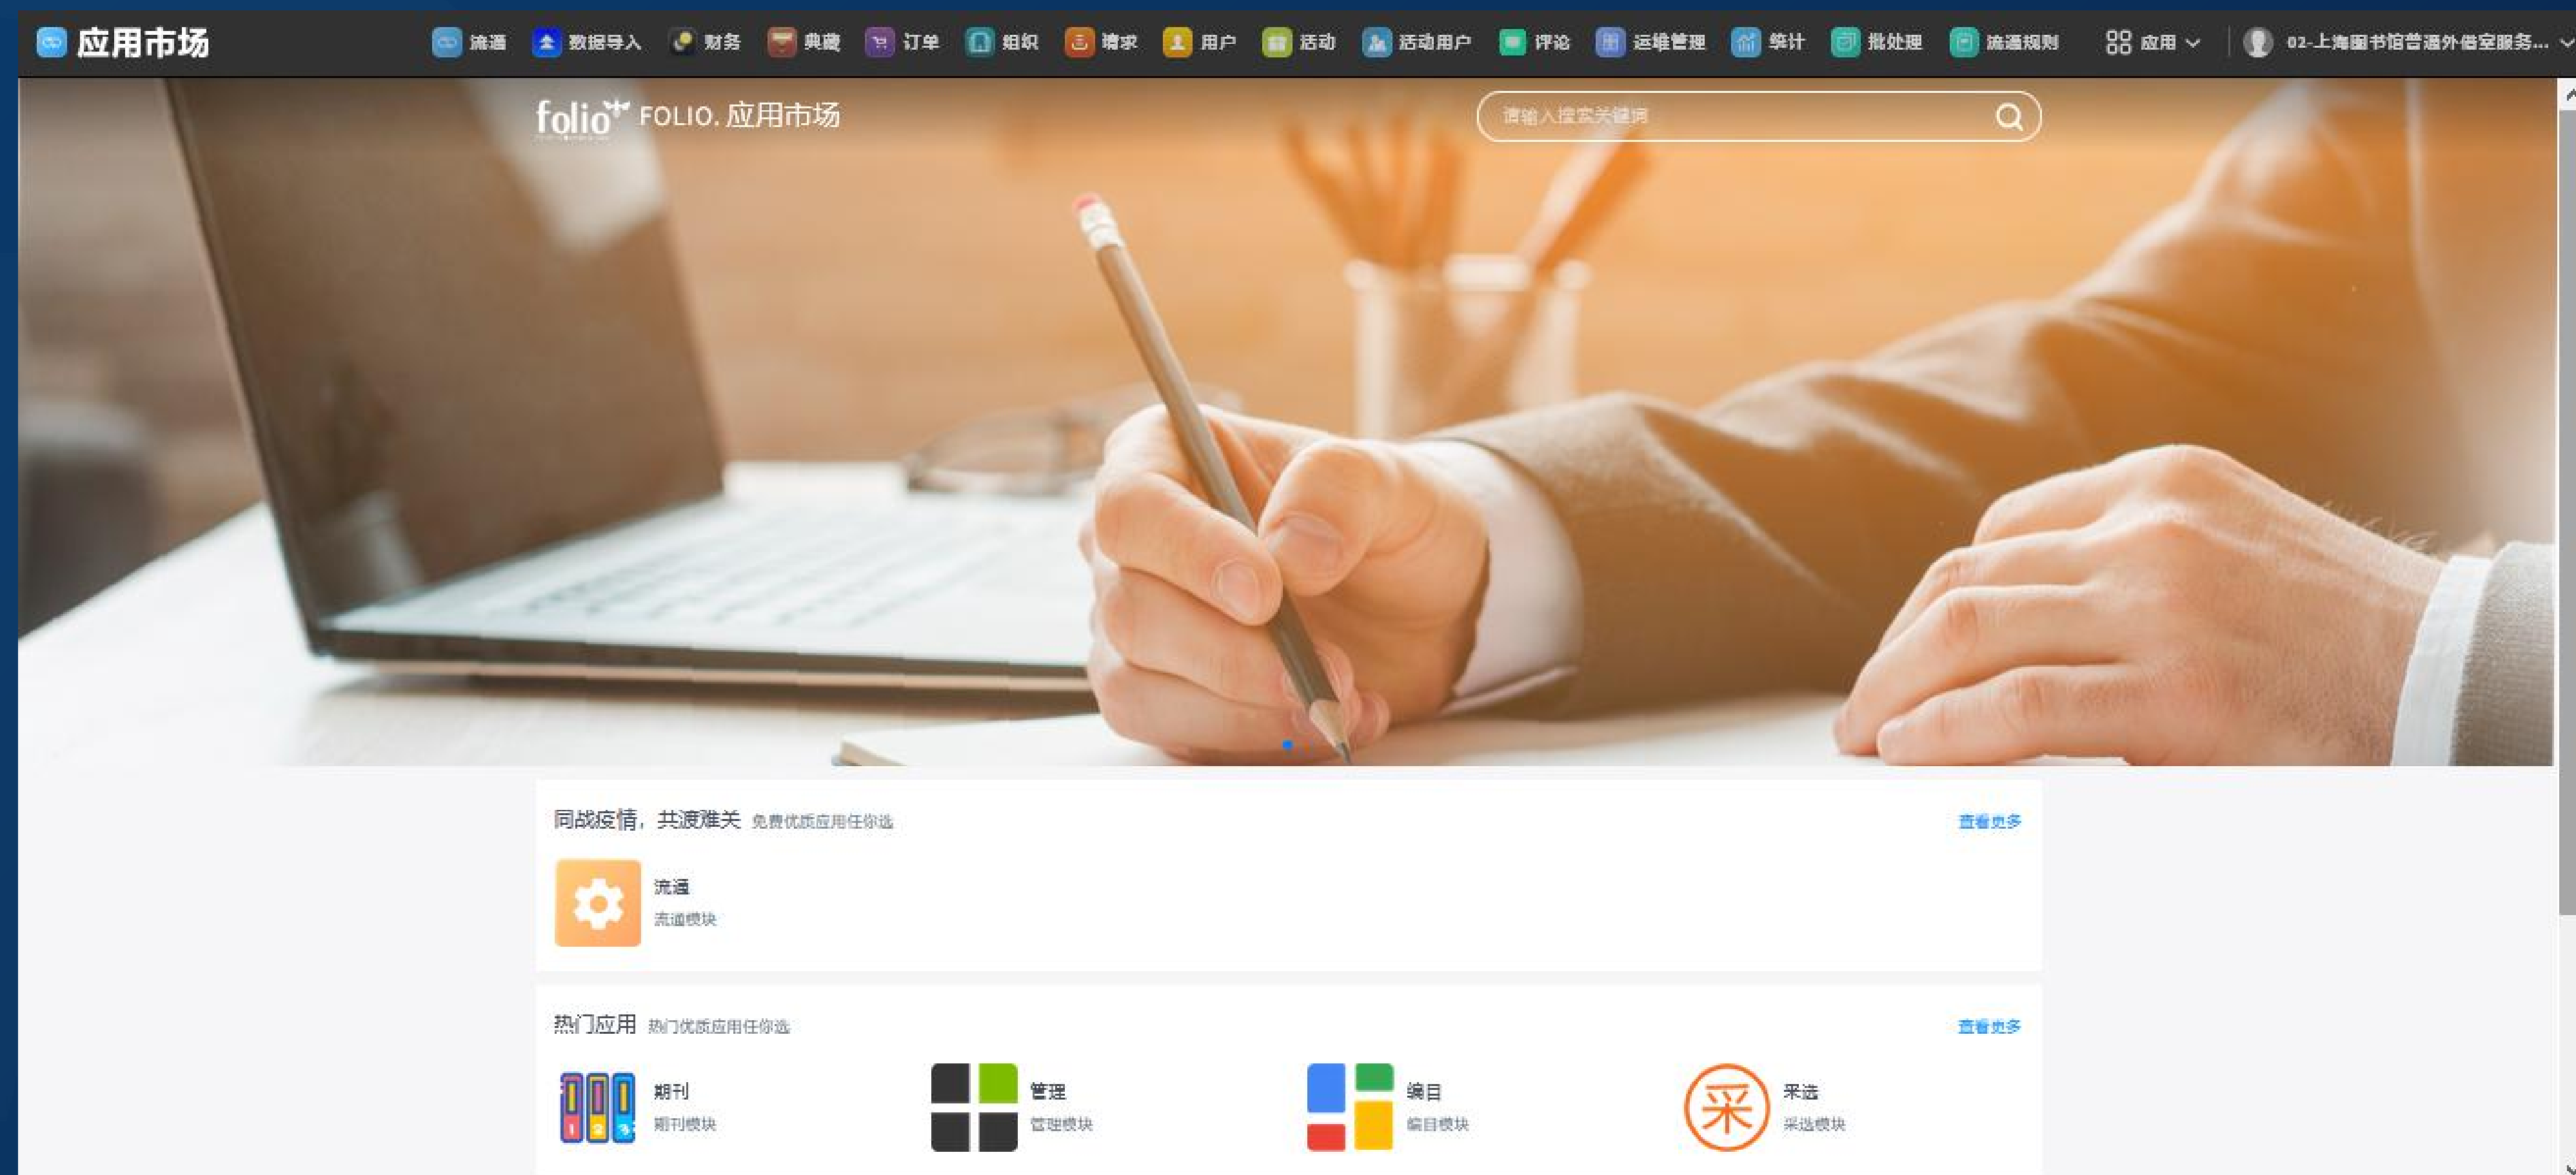 应用市场 流通 数据导入 财务 典藏 订单 组织 请求 用户 活动 活动用户 评论 运维管理 统计 批处理 流通规则 应用 02-上海图书馆普通外借室服务...
folio FOLIO. 应用市场 请输入搜索关键词
同战疫情，共渡难关 免费优质应用任你选 查看更多
流通
流通模块
热门应用 热门优质应用任你选 查看更多
期刊 管理 编目 采 采选
期刊模块 管理模块 编目模块 采选模块
1 2 3